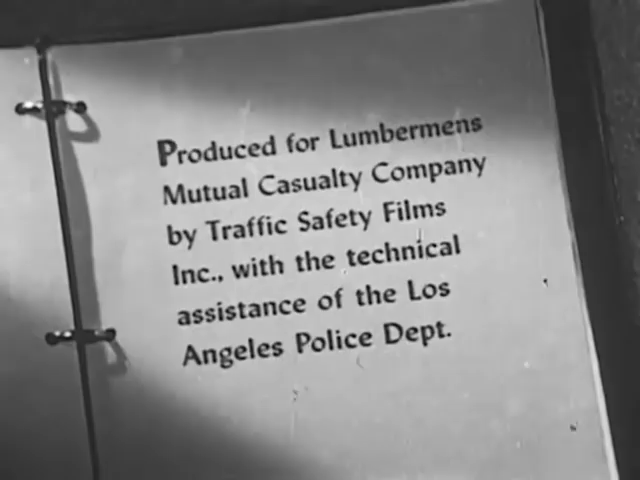 Produced for Lumbermens
Mutual Casualty Company
by Traffic Safety Films
Inc., with the technical
assistance of the Los
Angeles Police Dept.